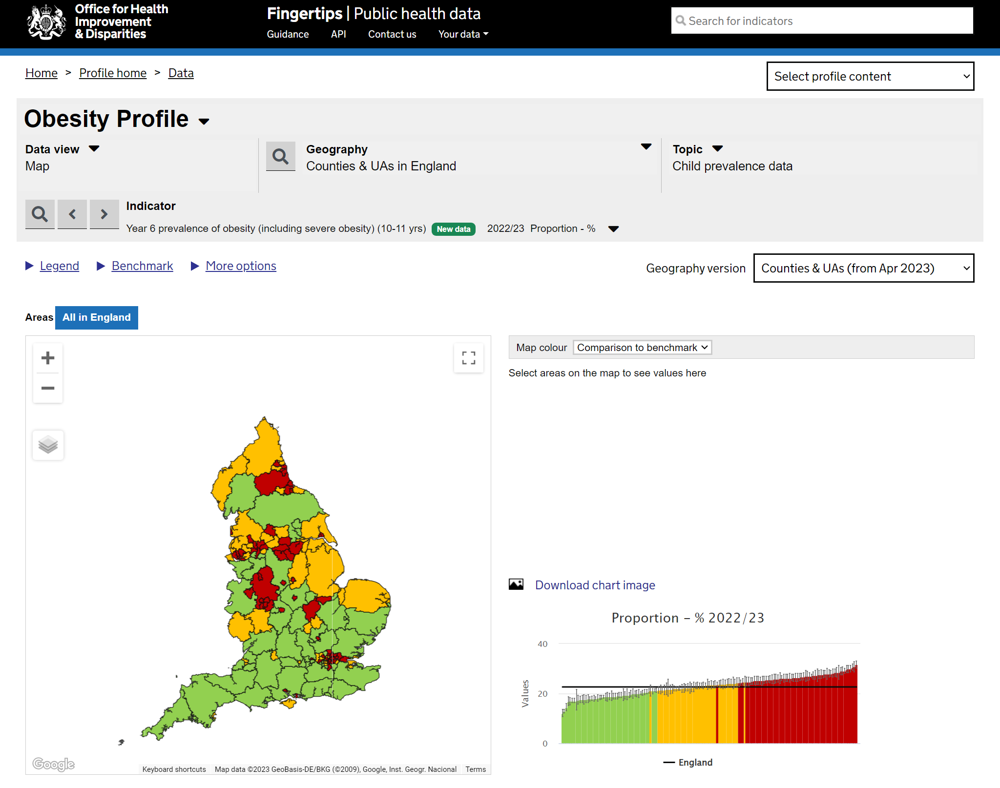 Office for Health
Improvement
& Disparities
Fingertips | Public health data
Guidance API Contact us Your data
Search for indicators
Home > Profile home > Data
Select profile content
Obesity Profile
Data view
Map
Geography
Counties & UAs in England
Topic
Child prevalence data
Indicator
Year 6 prevalence of obesity (including severe obesity) (10-11 yrs) New data 2022/23 Proportion - %
Legend Benchmark More options
Geography version Counties & UAs (from Apr 2023)
Areas All in England
Map colour Comparison to benchmark
Select areas on the map to see values here
Download chart image
Proportion – % 2022/23
40
20
0
Values
England
Google
Keyboard shortcuts Map data ©2023 GeoBasis-DE/BKG (©2009), Google, Inst. Geogr. Nacional Terms